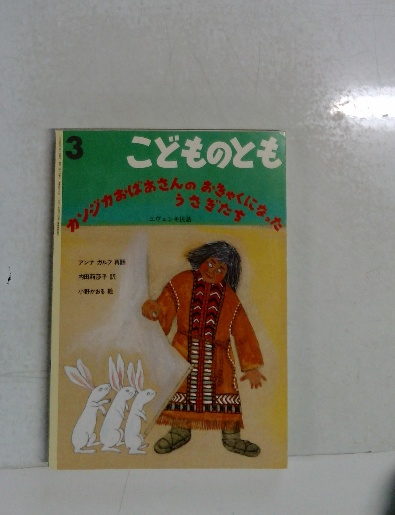 3
こどものとも
カンジカおばあさんの おきゃくになった
うさぎたち
エヴェンキ民話
アンナ・ガルフ 再話
内田莉莎子 訳
小野かおる 絵